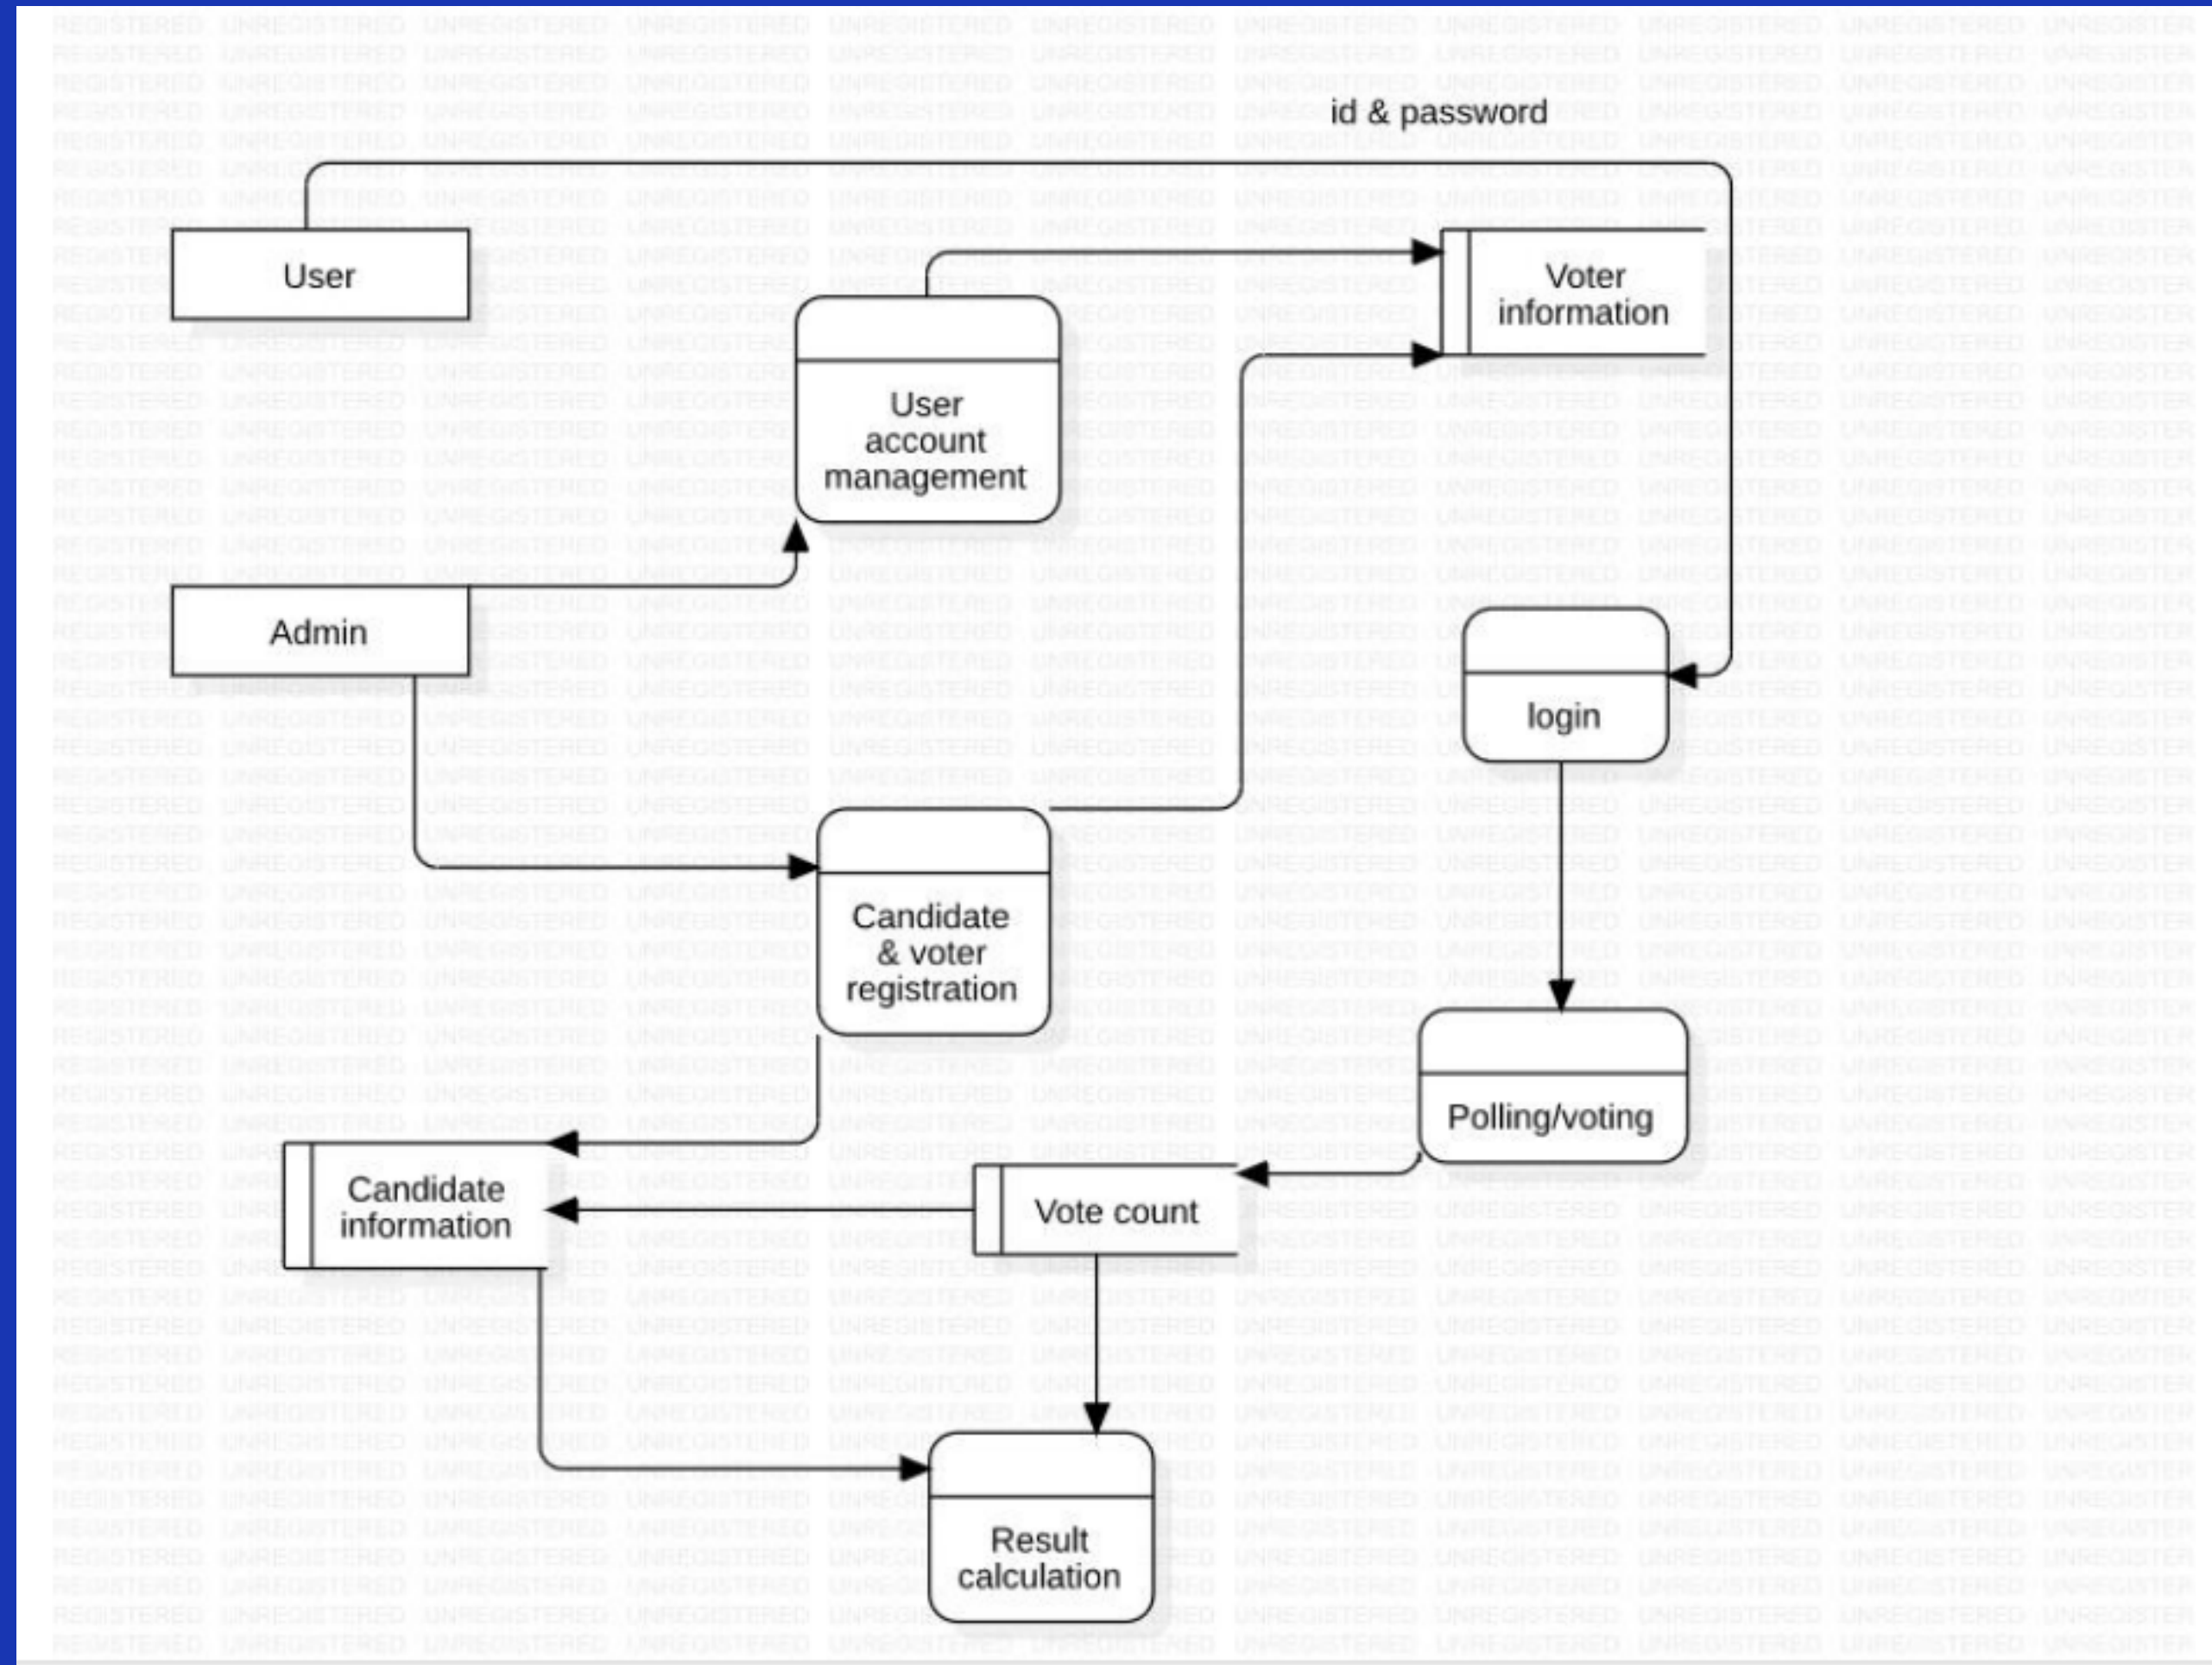 id & password
User
Voter
information
User
account
management
Admin
login
Candidate
& voter
registration
Polling/voting
Candidate
information
Vote count
Result
calculation